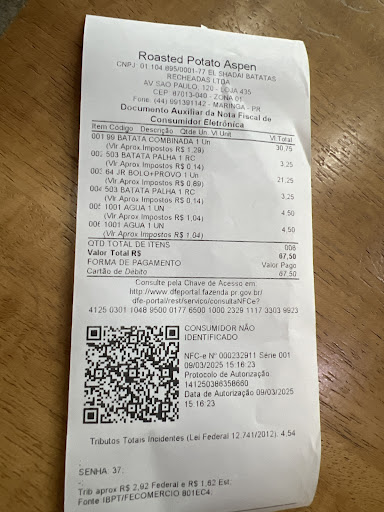 Roasted Potato Aspen
CNPJ: 01.104.895/0001-77 EL SHADAI BATATAS
RECHEADAS LTDA
AV SAO PAULO, 120 - LOJA 435
CEP 87013-040 - ZONA 01
Fone: (44) 991391142 - MARINGA - PR
Documento Auxiliar da Nota Fiscal de
Consumidor Eletrônica
Item Código Descrição Qtde Un Vl Unit Vl.Total
001 99 BATATA COMBINADA 1 Un 30,75
(Vlr Aprox Impostos R$ 1,29)
002 503 BATATA PALHA 1 RC 3,25
(Vlr Aprox Impostos R$ 0,14)
003 64 JR BOLO+PROVO 1 Un 21,25
(Vlr Aprox Impostos R$ 0,89)
004 503 BATATA PALHA 1 RC 3,25
(Vlr Aprox Impostos R$ 0,14)
005 1001 AGUA 1 UN 4,50
(Vlr Aprox Impostos R$ 1,04)
006 1001 AGUA 1 UN 4,50
(Vlr Aprox Impostos R$ 1,04)
QTD TOTAL DE ITENS 006
Valor Total R$ 67,50
FORMA DE PAGAMENTO Valor Pago
Cartão de Débito 67,50
Consulte pela Chave de Acesso em:
http://www.dfeportal.fazenda.pr.gov.br/
dfe-portal/rest/servico/consultaNFCe?
4125 0301 1048 9500 0177 6500 1000 2329 1117 3303 9923
CONSUMIDOR NÃO
IDENTIFICADO
NFC-e Nº 000232911 Série 001
09/03/2025 15:16:23
Protocolo de Autorização
141250386358660
Data de Autorização 09/03/2025
15:16:23
Tributos Totais Incidentes (Lei Federal 12.741/2012): 4,54
SENHA: 37:
Trib aprox R$ 2,92 Federal e R$ 1,62 Est.
Fonte IBPT/FECOMERCIO B01EC4: